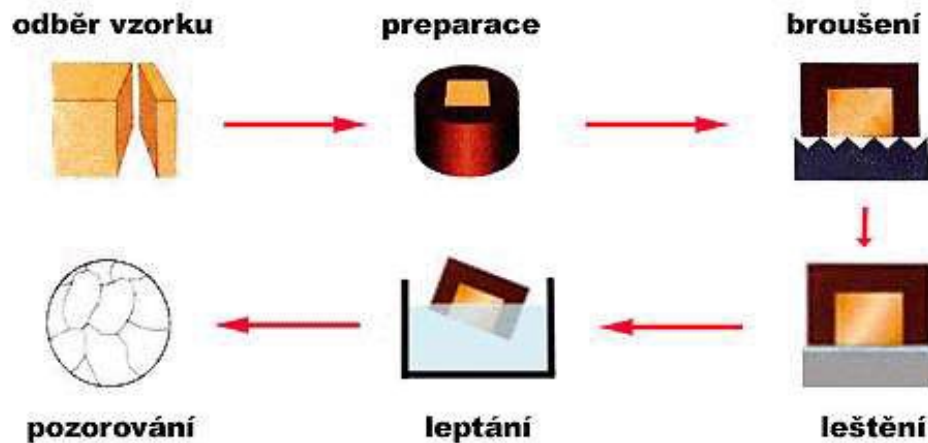 odběr vzorku
preparace
broušení
leštění
leptání
pozorování